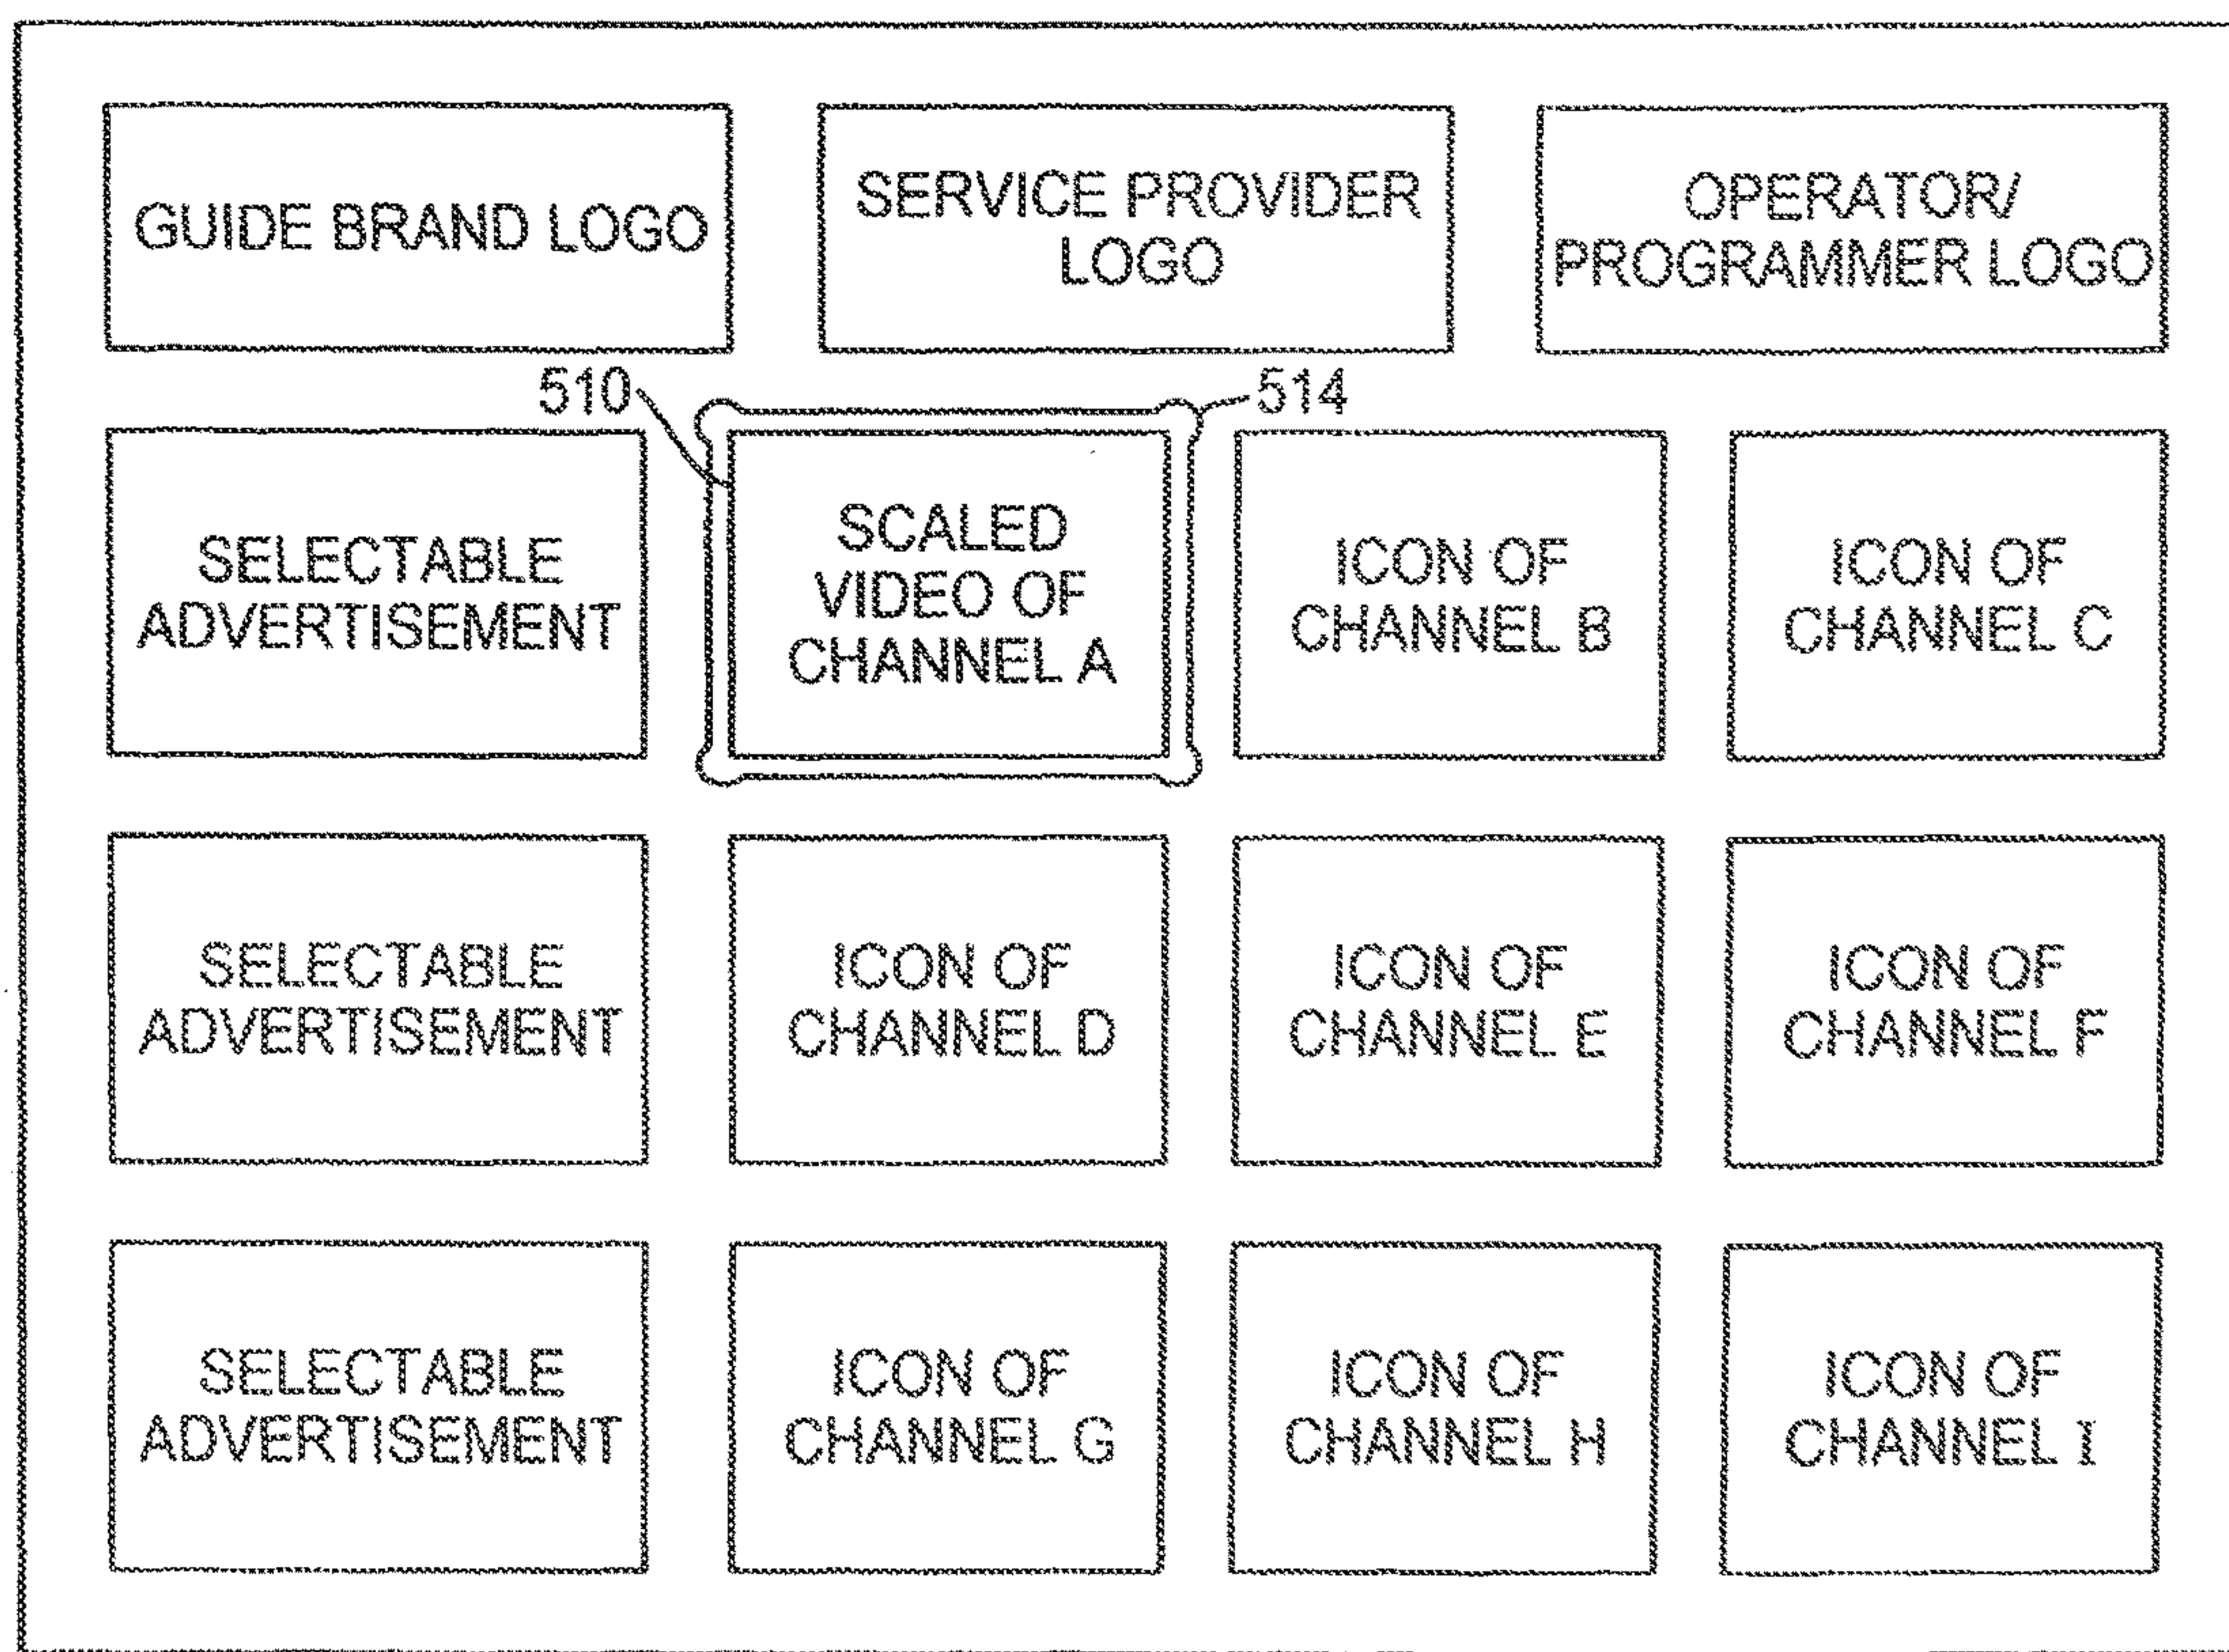 GUIDE BRAND LOGO
SERVICE PROVIDER
LOGO
OPERATOR/
PROGRAMMER LOGO
510
514
SELECTABLE
ADVERTISEMENT
SCALED
VIDEO OF
CHANNEL A
ICON OF
CHANNEL B
ICON OF
CHANNEL C
SELECTABLE
ADVERTISEMENT
ICON OF
CHANNEL D
ICON OF
CHANNEL E
ICON OF
CHANNEL F
SELECTABLE
ADVERTISEMENT
ICON OF
CHANNEL G
ICON OF
CHANNEL H
ICON OF
CHANNEL I